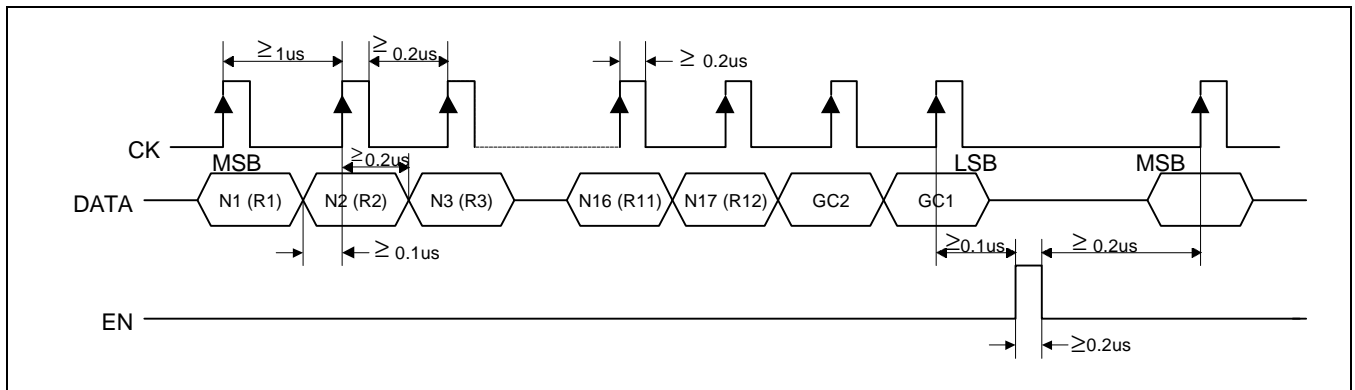 ≥ 1us ≥ 0.2us ≥ 0.2us
CK
MSB ≥0.2us LSB MSB
DATA N1 (R1) N2 (R2) N3 (R3) N16 (R11) N17 (R12) GC2 GC1
≥ 0.1us ≥0.1us ≥ 0.2us
EN
≥0.2us